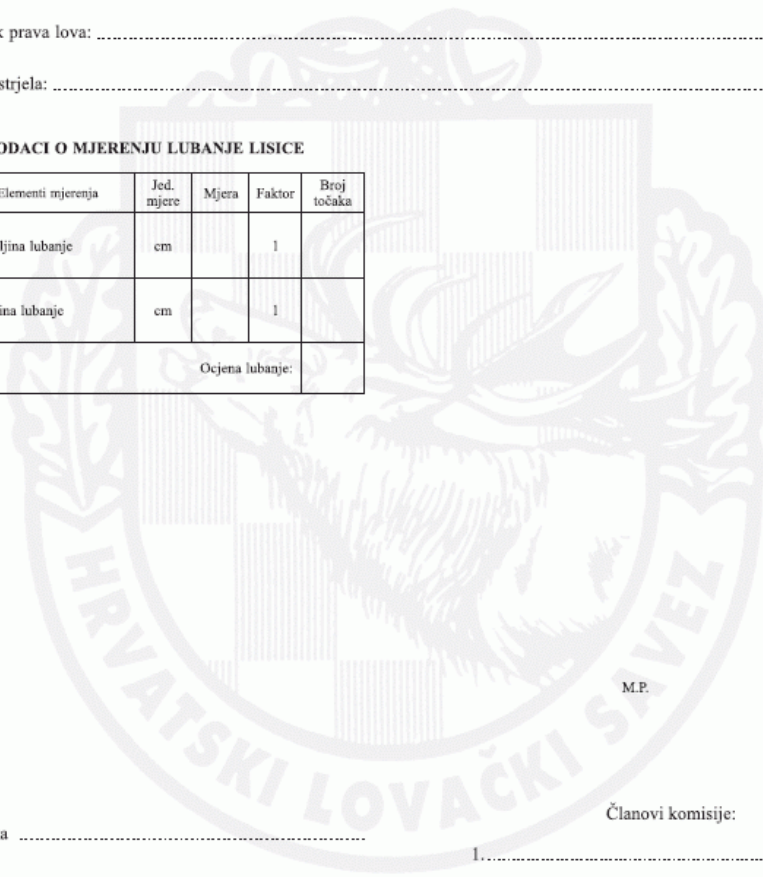 prava lova:
strjela:
ODACI O MJERENJU LUBANJE LISICE
Elementi mjerenja Jed. mjere Mjera Faktor Broj točaka
ljina lubanje cm 1
ina lubanje cm 1
Ocjena lubanje:
HRVATSKI LOVAČKI SAVEZ
M.P.
Članovi komisije:
a
1.